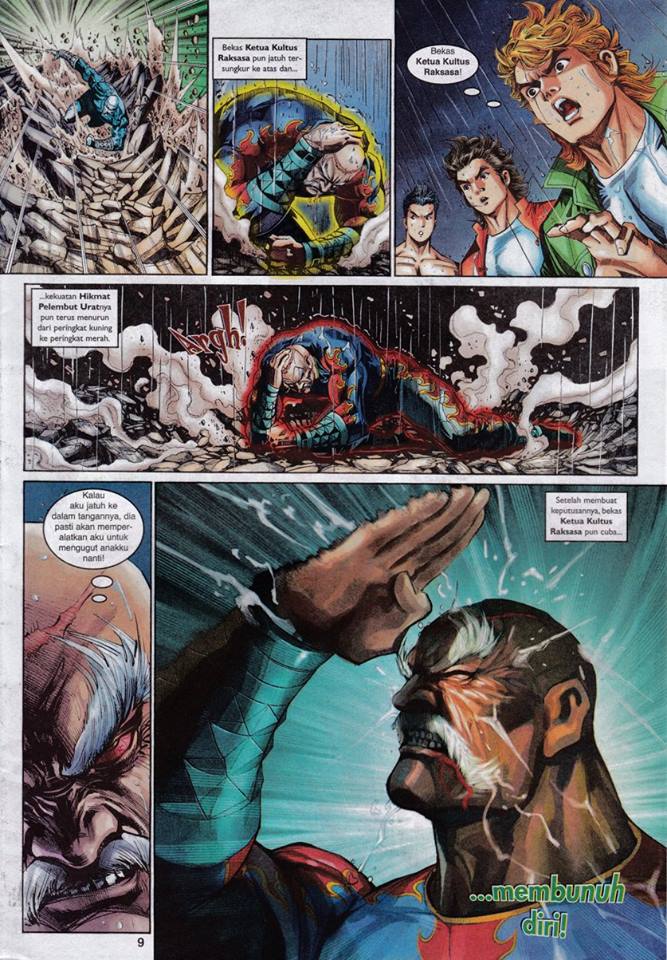 Bekas Ketua Kultus
Raksasa pun jatuh ter-
sungkur ke atas dan...
Bekas
Ketua Kultus
Raksasa!
...kekuatan Hikmat
Pelembut Uratnya
pun terus menurun
dari peringkat kuning
ke peringkat merah.
Argh!
Kalau
aku jatuh ke
dalam tangannya, dia
pasti akan memper-
alatkan aku untuk
mengugut anakku
nanti!
Setelah membuat
keputusannya, bekas
Ketua Kultus
Raksasa pun cuba...
...membunuh
diri!
9